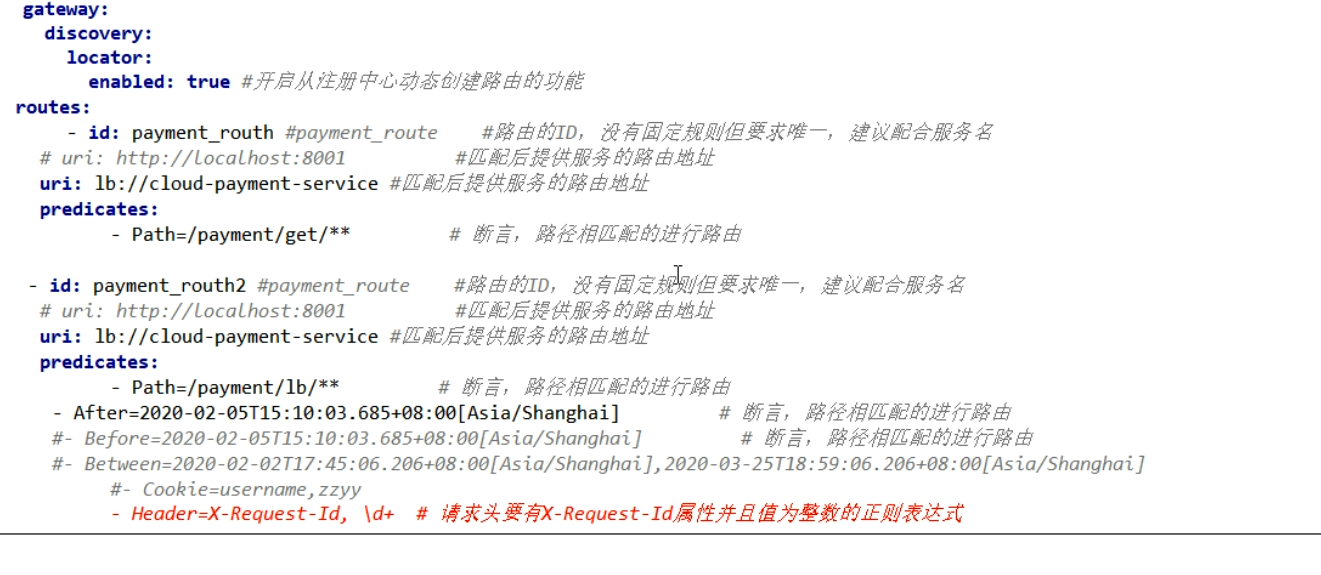 gateway:
discovery:
locator:
enabled: true #开启从注册中心动态创建路由的功能
routes:
- id: payment_routh #payment_route #路由的ID，没有固定规则但要求唯一，建议配合服务名
# uri: http://localhost:8001 #匹配后提供服务的路由地址
uri: lb://cloud-payment-service #匹配后提供服务的路由地址
predicates:
- Path=/payment/get/** # 断言，路径相匹配的进行路由
- id: payment_routh2 #payment_route #路由的ID，没有固定规则但要求唯一，建议配合服务名
# uri: http://localhost:8001 #匹配后提供服务的路由地址
uri: lb://cloud-payment-service #匹配后提供服务的路由地址
predicates:
- Path=/payment/lb/** # 断言，路径相匹配的进行路由
- After=2020-02-05T15:10:03.685+08:00[Asia/Shanghai] # 断言，路径相匹配的进行路由
#- Before=2020-02-05T15:10:03.685+08:00[Asia/Shanghai] # 断言，路径相匹配的进行路由
#- Between=2020-02-02T17:45:06.206+08:00[Asia/Shanghai],2020-03-25T18:59:06.206+08:00[Asia/Shanghai]
#- Cookie=username,zzyy
- Header=X-Request-Id, \d+ # 请求头要有X-Request-Id属性并且值为整数的正则表达式